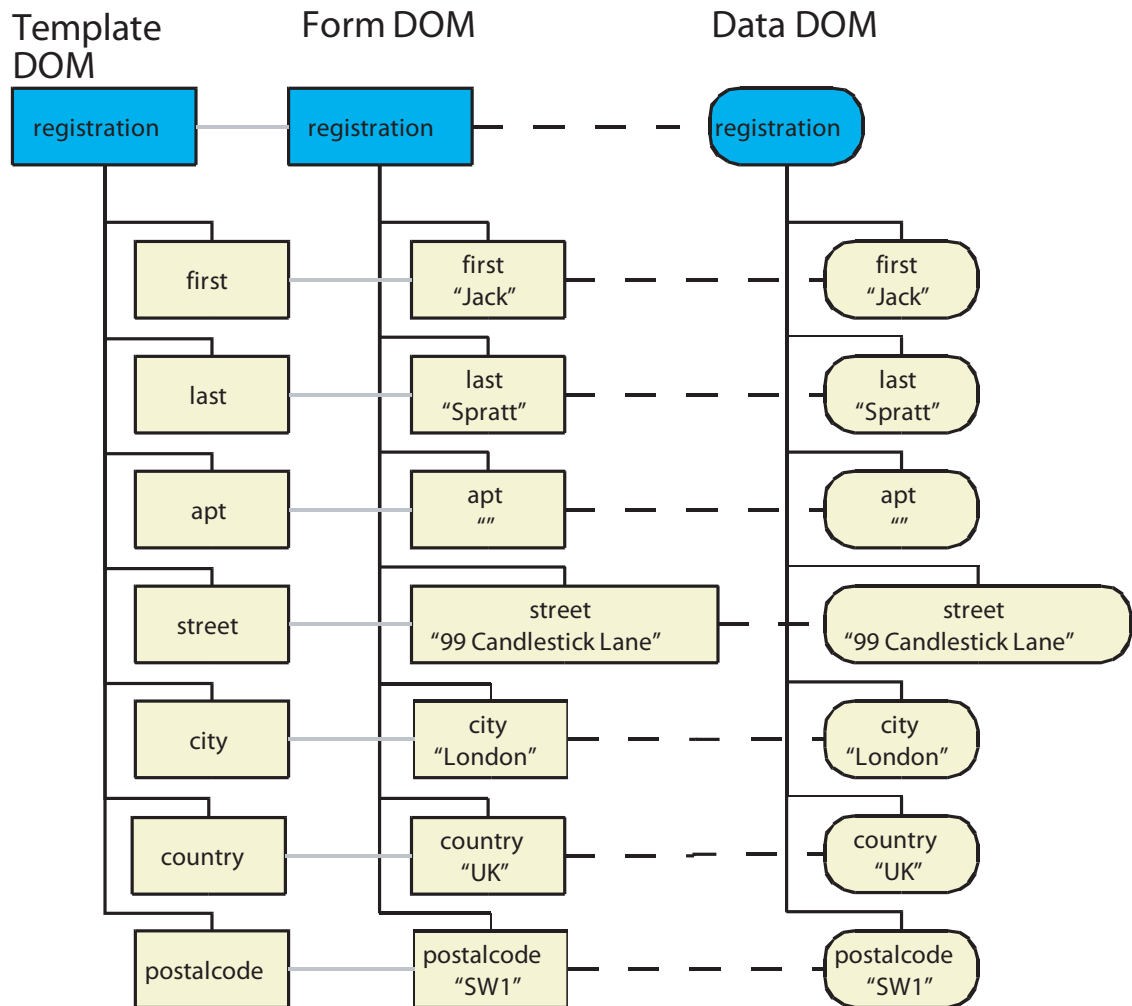 Template
DOM
Form DOM
Data DOM
registration
registration
registration
first
first
“Jack”
first
“Jack”
last
last
“Spratt”
last
“Spratt”
apt
apt
“”
apt
“”
street
street
“99 Candlestick Lane”
street
“99 Candlestick Lane”
city
city
“London”
city
“London”
country
country
“UK”
country
“UK”
postalcode
postalcode
“SW1”
postalcode
“SW1”